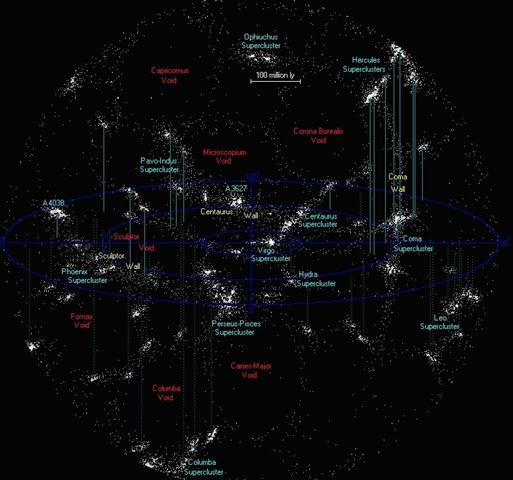 Ophiuchus
Supercluster
Hercules
Superclusters
Capricornus
Void
100 million ly
Corona Borealis
Void
Microscopium
Void
Pavo-Indus
Supercluster
Coma
Wall
A3627
A4038
Centaurus
Wall
Centaurus
Supercluster
Sculptor
Void
Coma
Supercluster
Virgo
Supercluster
Sculptor
Wall
Phoenix
Supercluster
Hydra
Supercluster
Fornax
Void
Perseus-Pisces
Supercluster
Leo
Supercluster
Canes-Major
Void
Columba
Void
Columba
Supercluster